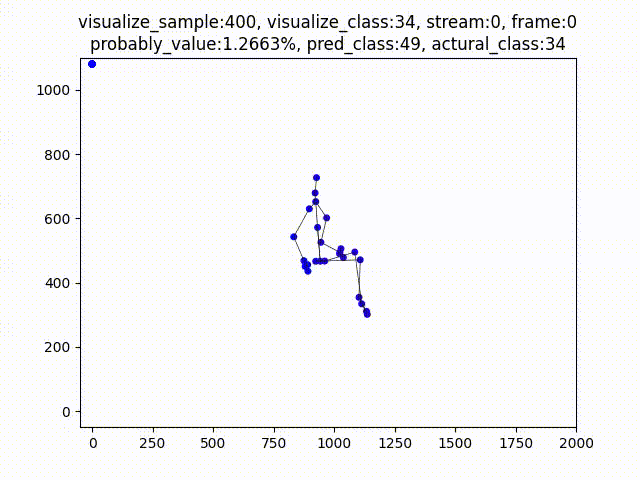 visualize_sample:400, visualize_class:34, stream:0, frame:0
probably_value:1.2663%, pred_class:49, actural_class:34
1000
800
600
400
200
0
0 250 500 750 1000 1250 1500 1750 2000